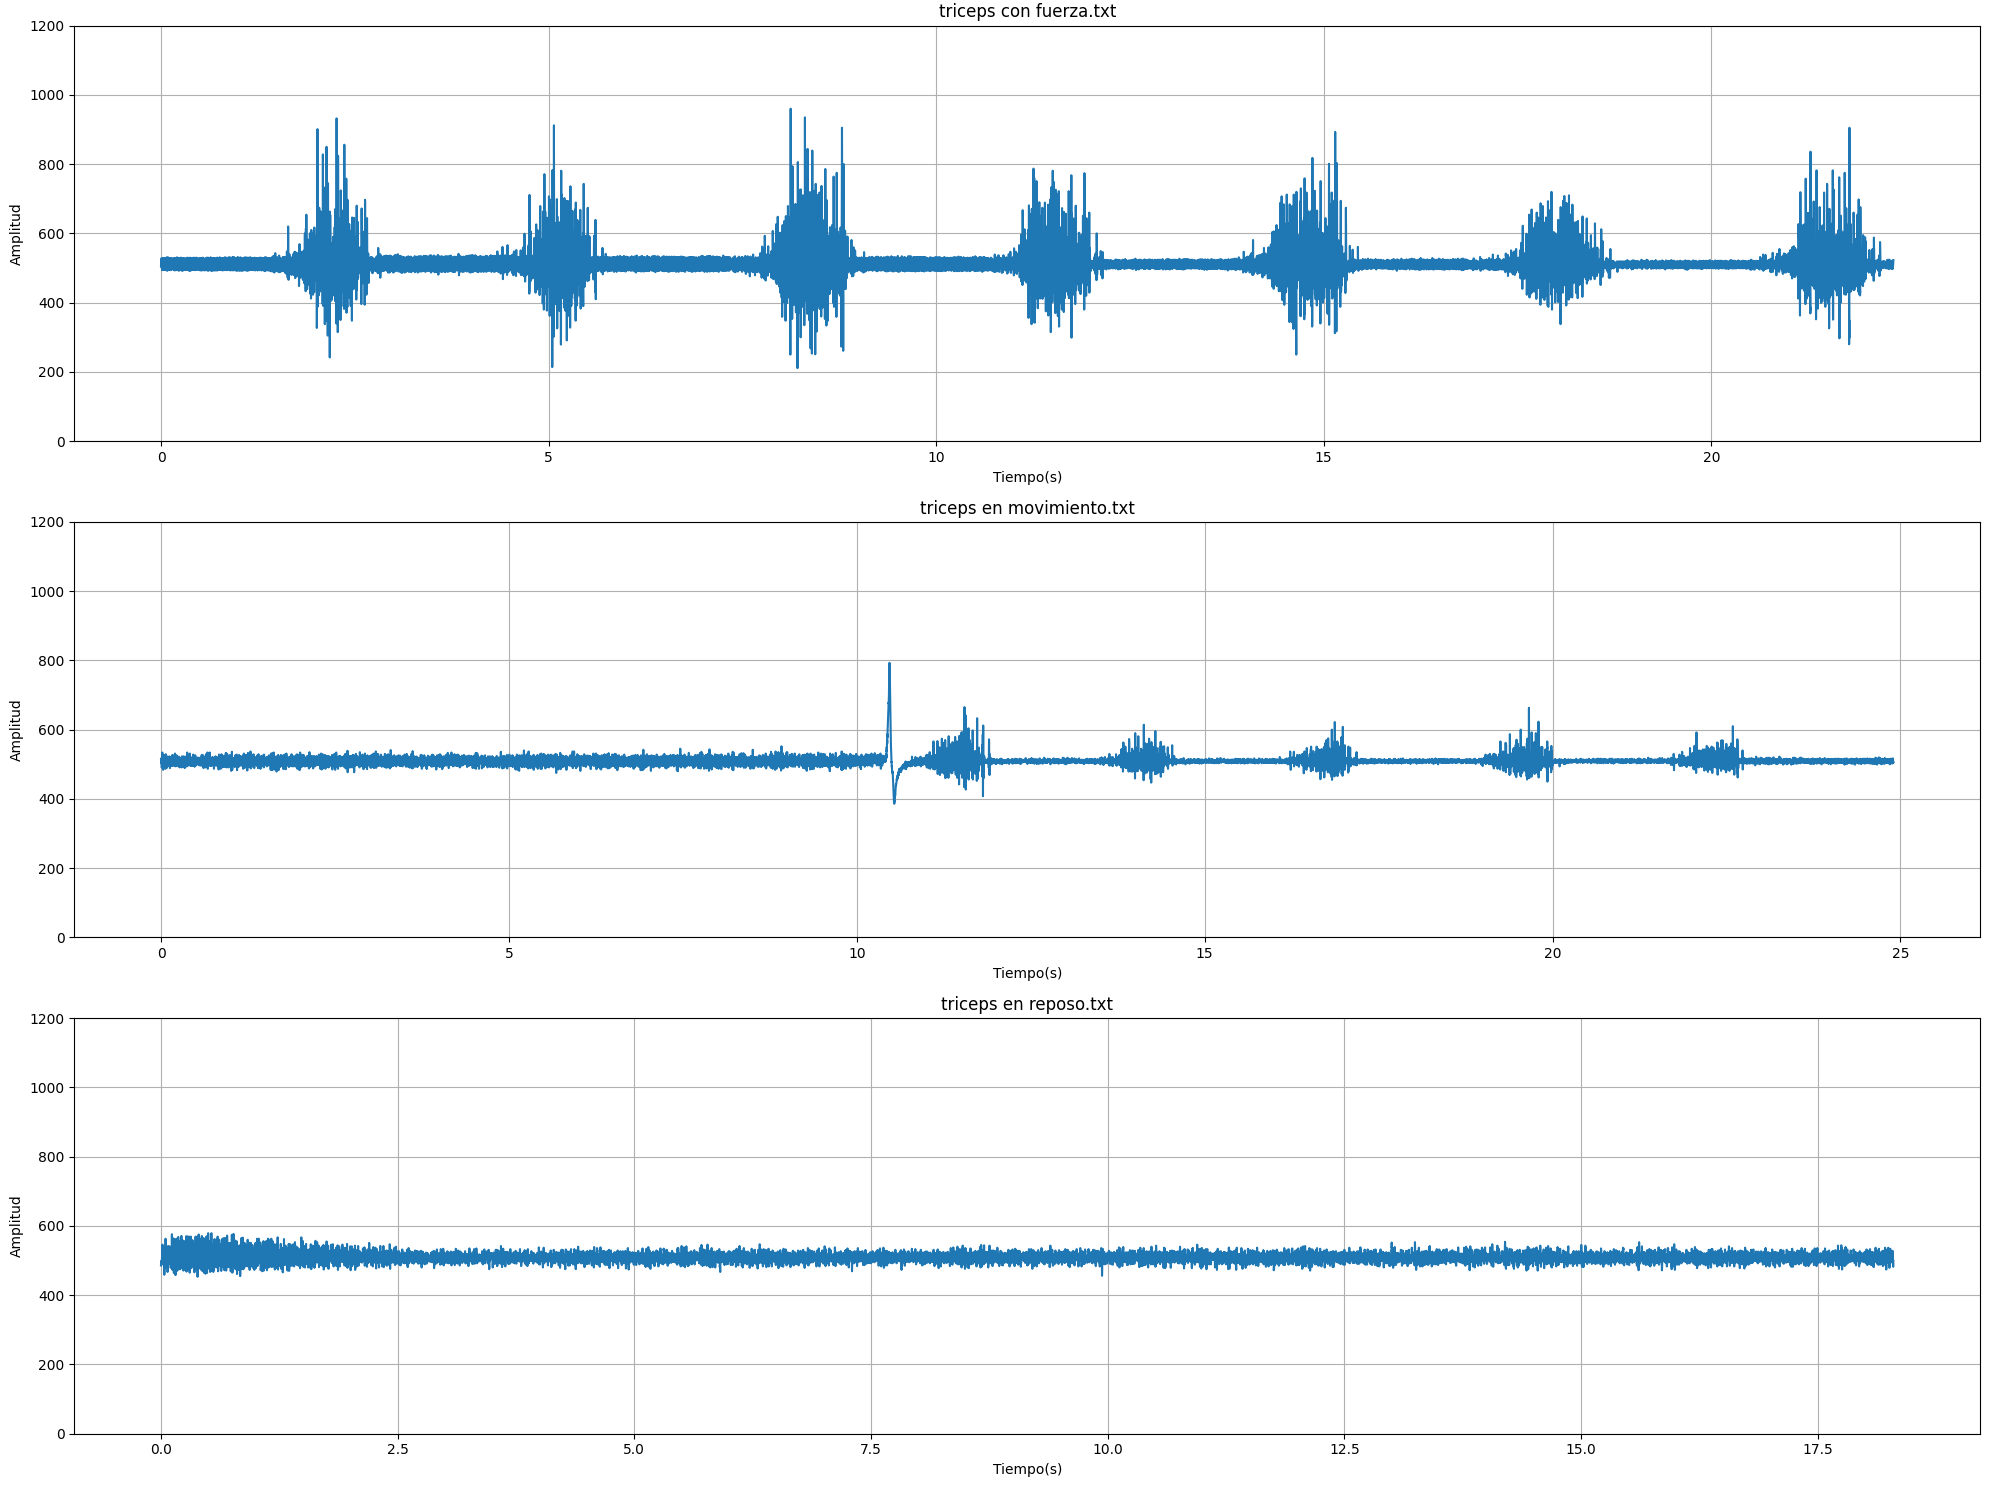 triceps con fuerza.txt
1200
1000
800
600
400
200
0
Amplitud
0 5 10 15 20
Tiempo(s)
triceps en movimiento.txt
1200
1000
800
600
400
200
0
Amplitud
0 5 10 15 20 25
Tiempo(s)
triceps en reposo.txt
1200
1000
800
600
400
200
0
Amplitud
0.0 2.5 5.0 7.5 10.0 12.5 15.0 17.5
Tiempo(s)